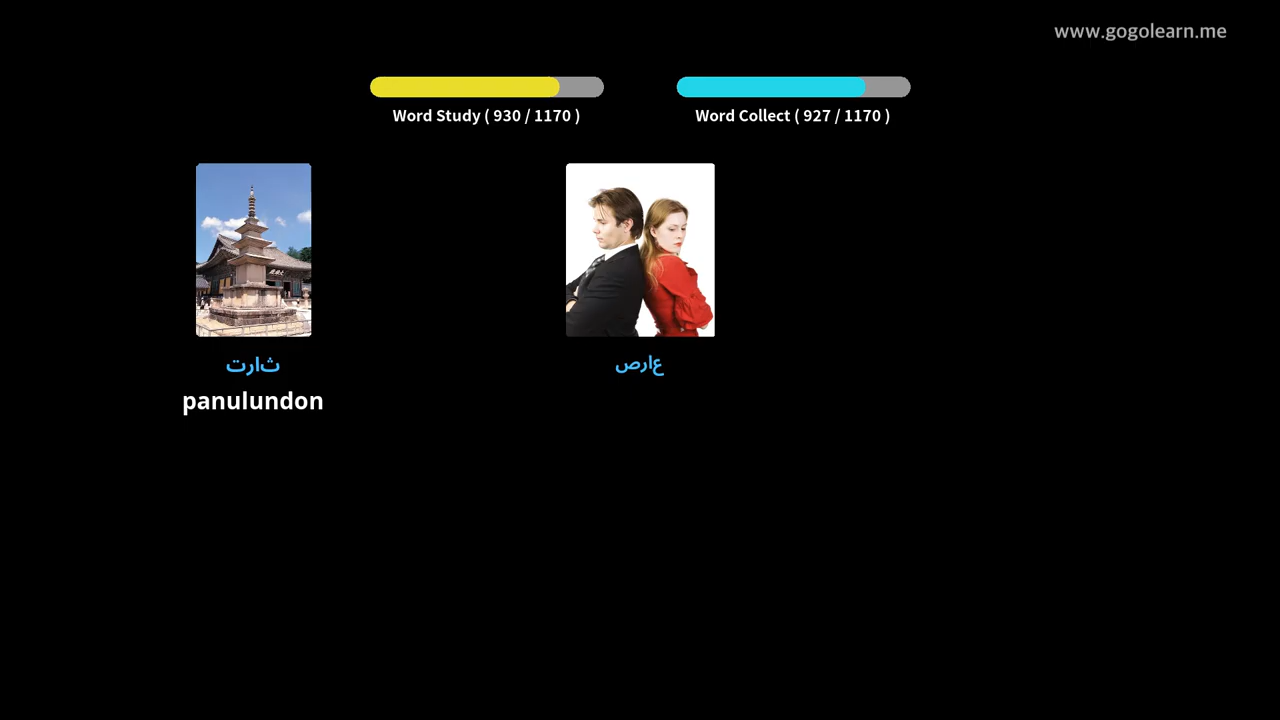 www.gogolearn.me
Word Study ( 930 / 1170 )
Word Collect ( 927 / 1170 )
ثارت
عارص
panulundon